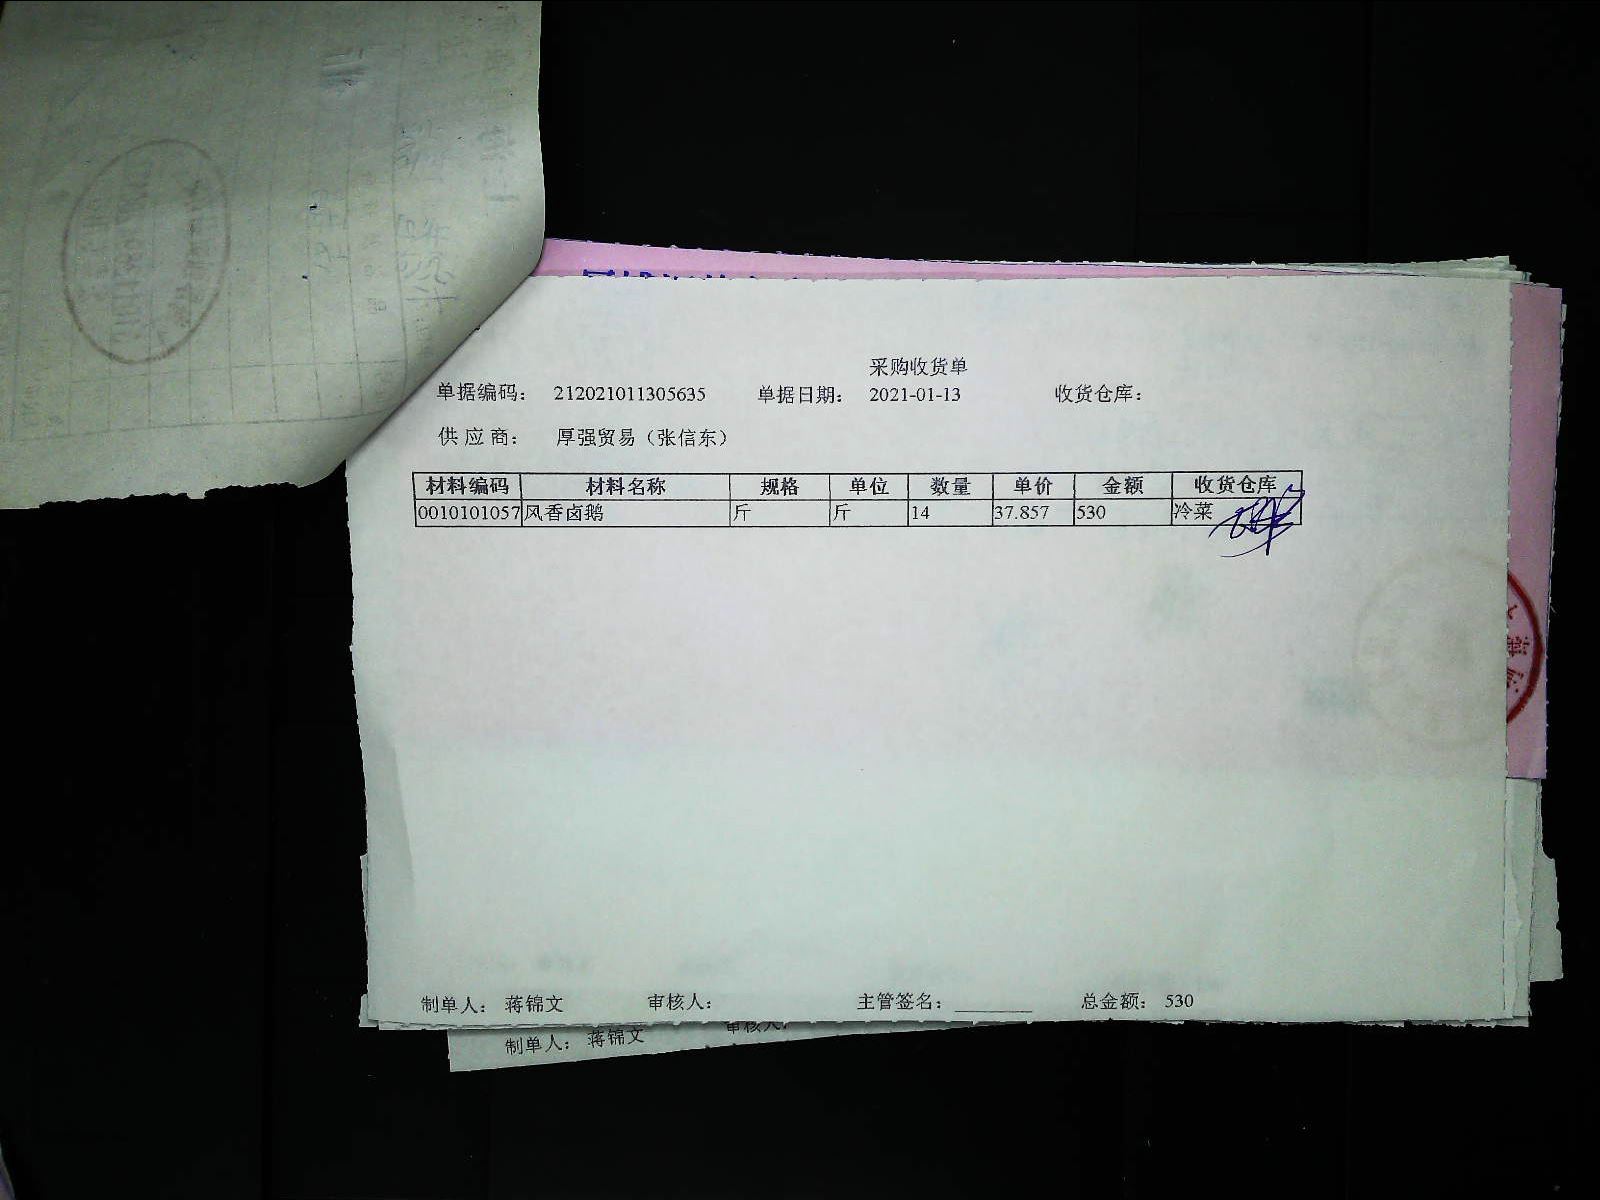 采购收货单
单据编码： 212021011305635 单据日期： 2021-01-13 收货仓库：
供应商： 厚强贸易（张信东）
材料编码 材料名称 规格 单位 数量 单价 金额 收货仓库
0010101057 风香卤鹅 斤 斤 14 37.857 530 冷菜
制单人： 蒋锦文 审核人： 主管签名： 总金额： 530
制单人： 蒋锦文 审核人：